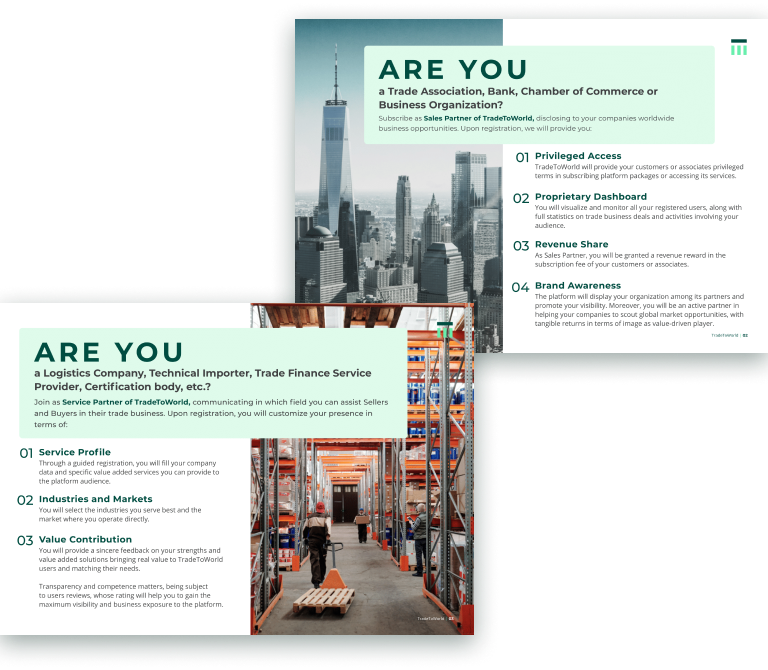 ARE YOU
a Trade Association, Bank, Chamber of Commerce or
Business Organization?
Subscribe as Sales Partner of TradeToWorld, disclosing to your companies worldwide
business opportunities. Upon registration, we will provide you:
01 Privileged Access
TradeToWorld will provide your customers or associates privileged
terms in subscribing platform packages or accessing its services.
02 Proprietary Dashboard
You will visualize and monitor all your registered users, along with
full statistics on trade business deals and activities involving your
audience.
03 Revenue Share
As Sales Partner, you will be granted a revenue reward in the
subscription fee of your customers or associates.
04 Brand Awareness
The platform will display your organization among its partners and
promote your visibility. Moreover, you will be an active partner in
helping your companies to scout global market opportunities, with
tangible returns in terms of image as value-driven player.
TradeToWorld | 02
ARE YOU
a Logistics Company, Technical Importer, Trade Finance Service
Provider, Certification body, etc.?
Join as Service Partner of TradeToWorld, communicating in which field you can assist Sellers
and Buyers in their trade business. Upon registration, you will customize your presence in
terms of:
01 Service Profile
Through a guided registration, you will fill your company
data and specific value added services you can provide to
the platform audience.
02 Industries and Markets
You will select the industries you serve best and the
market where you operate directly.
03 Value Contribution
You will provide a sincere feedback on your strengths and
value added solutions bringing real value to TradeToWorld
users and matching their needs.
Transparency and competence matters, being subject
to users reviews, whose rating will help you to gain the
maximum visibility and business exposure to the platform.
TradeToWorld | 03